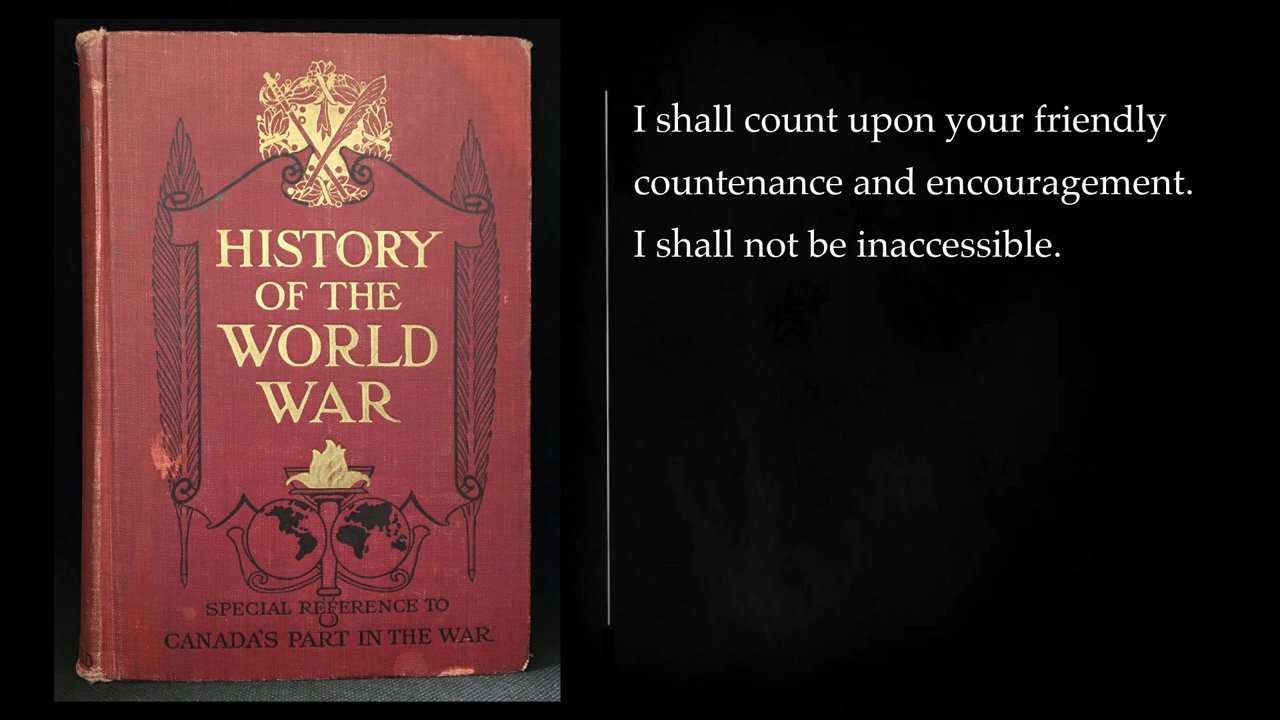 HISTORY
OF THE
WORLD
WAR
SPECIAL REFERENCE TO
CANADA'S PART IN THE WAR
I shall count upon your friendly
countenance and encouragement.
I shall not be inaccessible.